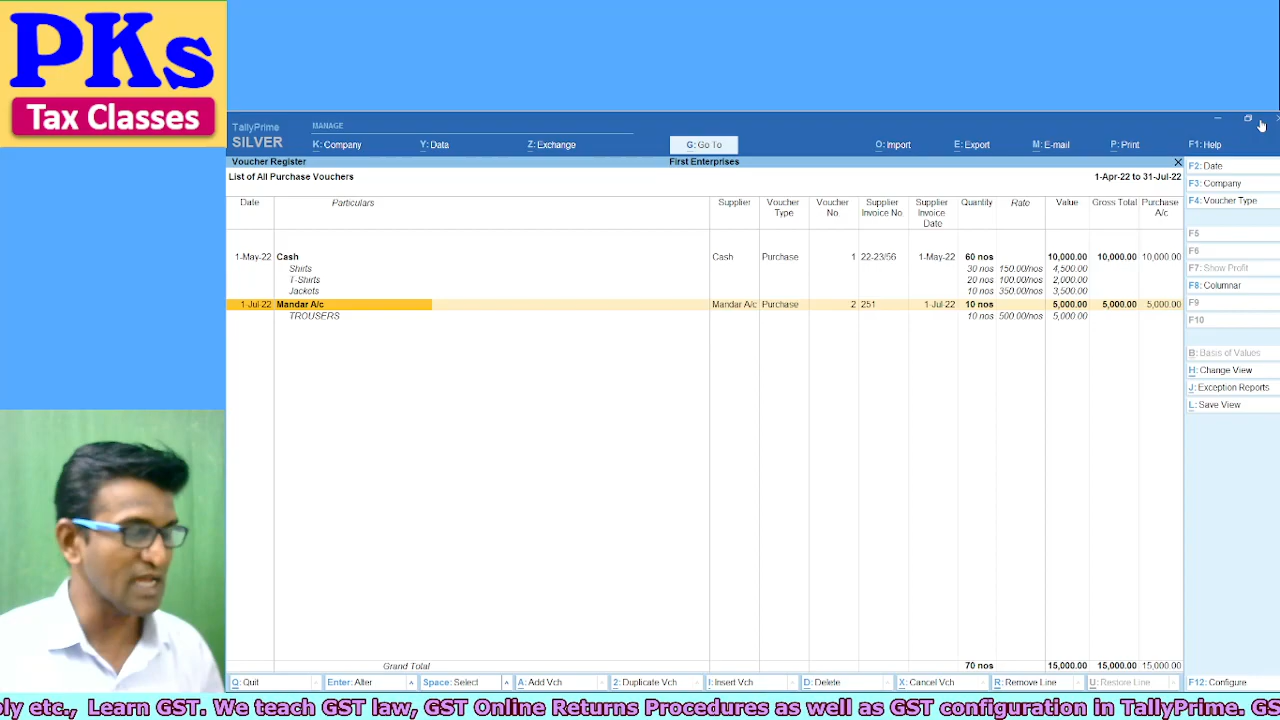 PKs
Tax Classes
TallyPrime
SILVER
MANAGE
K: Company Y: Data Z: Exchange G: Go To O: Import E: Export M: E-mail P: Print F1: Help
Voucher Register First Enterprises
List of All Purchase Vouchers 1-Apr-22 to 31-Jul-22
Date Particulars Supplier Voucher Type Voucher No. Supplier Invoice No. Supplier Invoice Date Quantity Rate Value Gross Total Purchase A/c
1-May-22 Cash Cash Purchase 1 22-23/56 1-May-22 60 nos 10,000.00 10,000.00 10,000.00
Shirts 30 nos 150.00/nos 4,500.00
T-Shirts 20 nos 100.00/nos 2,000.00
Jackets 10 nos 350.00/nos 3,500.00
1-Jul-22 Mandar A/c Mandar A/c Purchase 2 251 1-Jul-22 10 nos 5,000.00 5,000.00 5,000.00
TROUSERS 10 nos 500.00/nos 5,000.00
Grand Total 70 nos 15,000.00 15,000.00 15,000.00
F2: Date
F3: Company
F4: Voucher Type
F5
F6
F7: Show Profit
F8: Columnar
F9
F10
B: Basis of Values
H: Change View
J: Exception Reports
L: Save View
Q: Quit Enter: Alter Space: Select A: Add Vch 2: Duplicate Vch I: Insert Vch D: Delete X: Cancel Vch R: Remove Line U: Restore Line F12: Configure
etc., Learn GST. We teach GST law, GST Online Returns Procedures as well as GST configuration in TallyPrime.